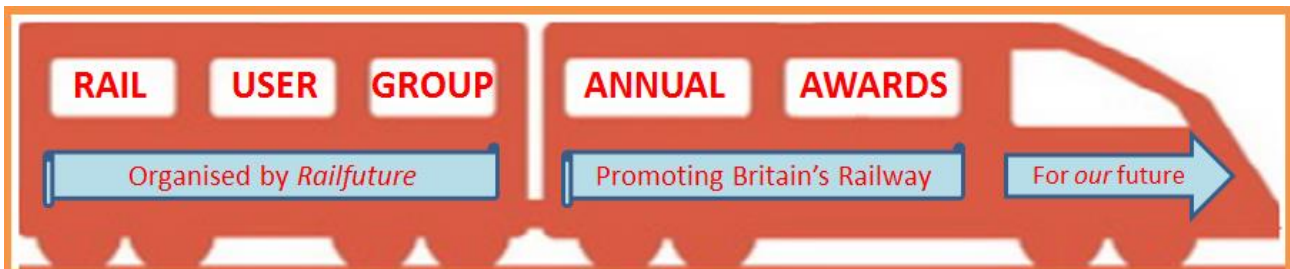 RAIL USER GROUP ANNUAL AWARDS
Organised by Railfuture Promoting Britain's Railway For our future